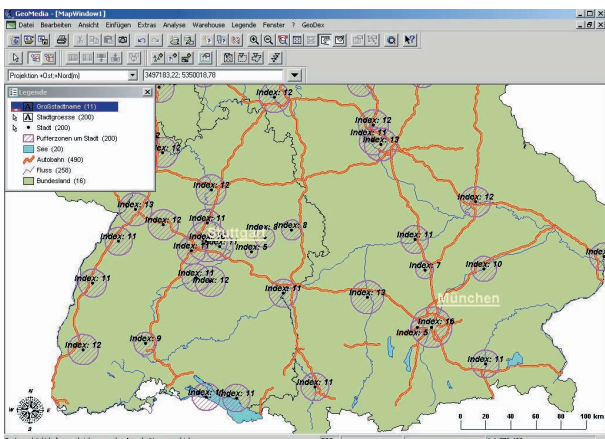 GeoMedia - [MapWindow1]
Datei Bearbeiten Ansicht Einfügen Extras Analyse Warehouse Legende Fenster ? GeoDex
Projektion +Ost;+Nord(m)
3497183,22; 5350018,78
Legende
Großstadtname (11)
Stadtgroesse (200)
Stadt (200)
Pufferzonen um Stadt (200)
See (20)
Autobahn (490)
Fluss (258)
Bundesland (16)
Index: 12
Index: 12
Index: 11
Index: 12
Index: 12
Index: 12
Index: 13
Index: 12
Index: 11
Index: 8
Index: 11
Stuttgart
Index: 11
Index: 5
Index: 11
Index: 7
Index: 10
Index: 11
Index: 11
Index: 11
Index: 11
Index: 13
München
Index: 16
Index: 5
Index: 12
Index: 9
Index: 11
Index: 11
Index: 11
Index: 11
N
W
E
S
0 20 40 60 80 100 km